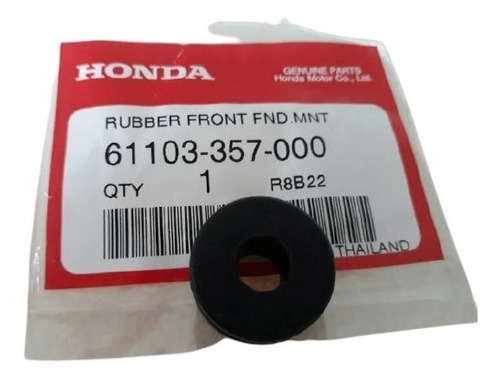 HONDA
GENUINE PARTS
Honda Motor Co., Ltd.
RUBBER FRONT FND.MNT
61103-357-000
QTY 1 R8B22
THAILAND